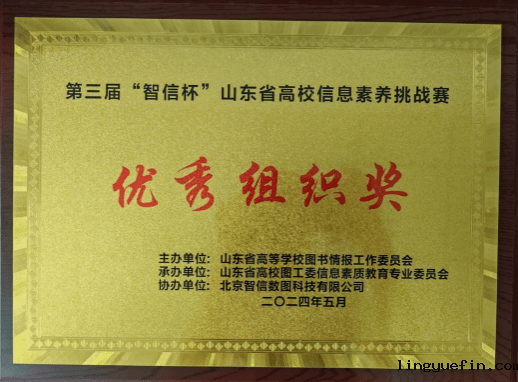 第三届“智信杯”山东省高校信息素养挑战赛
优秀组织奖
主办单位：山东省高等学校图书情报工作委员会
承办单位：山东省高校图工委信息素质教育专业委员会
协办单位：北京智信数图科技有限公司
二〇二四年五月
linguuefin.com